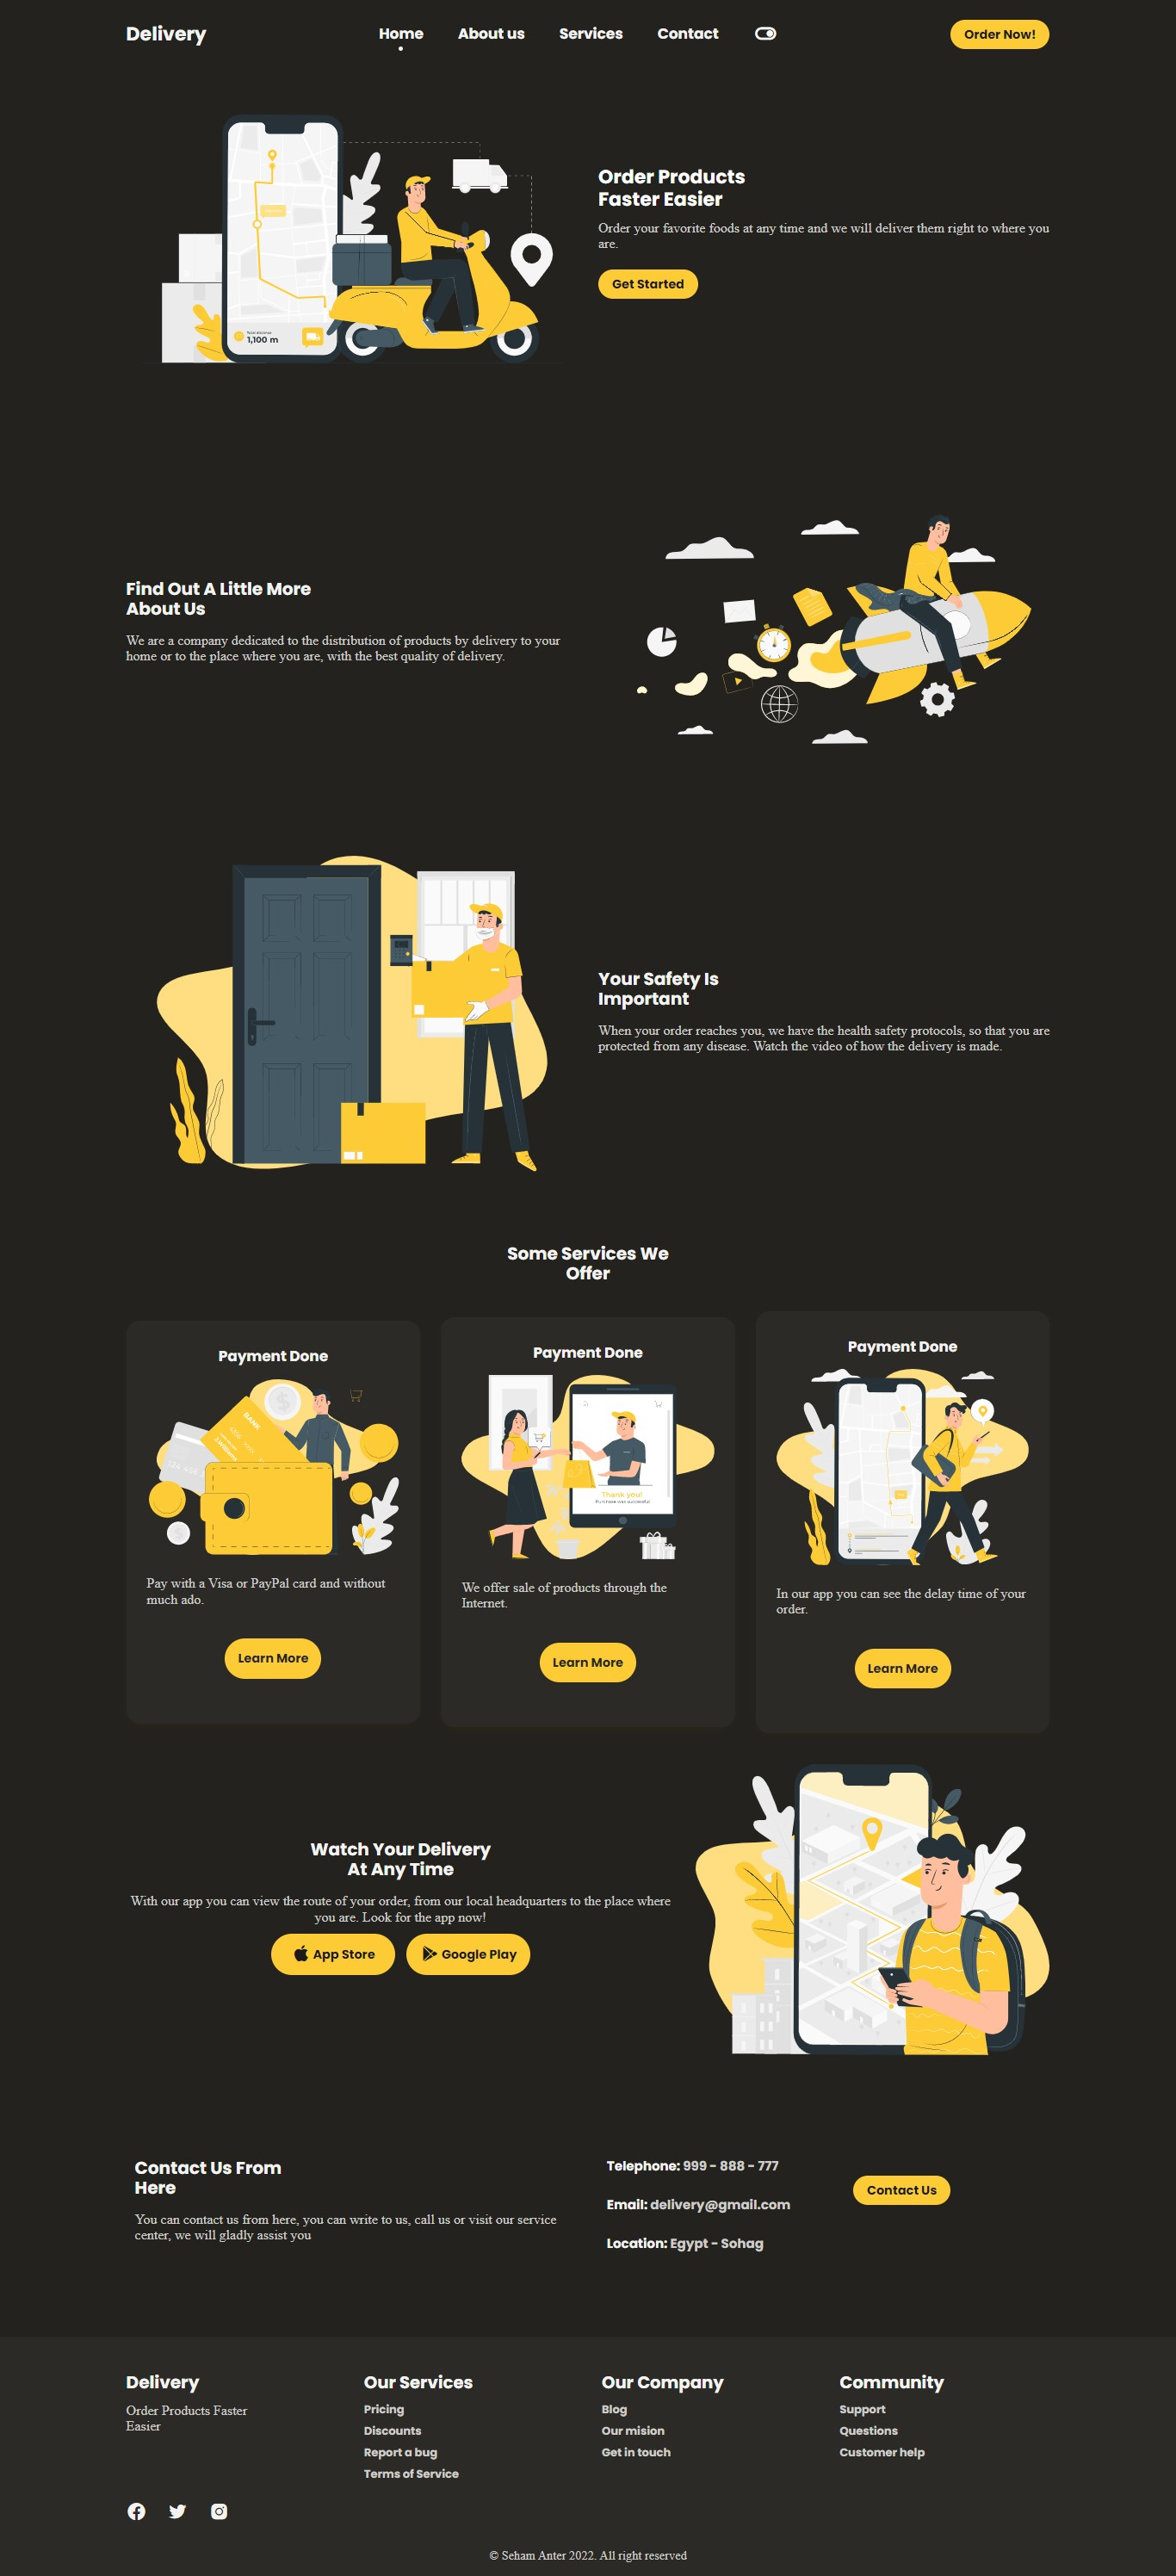 Delivery
Home About us Services Contact
Order Now!
1,100 m
Order Products
Faster Easier
Order your favorite foods at any time and we will deliver them right to where you
are.
Get Started
Find Out A Little More
About Us
We are a company dedicated to the distribution of products by delivery to your
home or to the place where you are, with the best quality of delivery.
Your Safety Is
Important
When your order reaches you, we have the health safety protocols, so that you are
protected from any disease. Watch the video of how the delivery is made.
Some Services We
Offer
Payment Done
BANK
Pay with a Visa or PayPal card and without
much ado.
Learn More
Payment Done
Thank you!
Purchase was successful
We offer sale of products through the
Internet.
Learn More
Payment Done
In our app you can see the delay time of your
order.
Learn More
Watch Your Delivery
At Any Time
With our app you can view the route of your order, from our local headquarters to the place where
you are. Look for the app now!
App Store
Google Play
Contact Us From
Here
You can contact us from here, you can write to us, call us or visit our service
center, we will gladly assist you
Telephone: 999 - 888 - 777
Email: delivery@gmail.com
Location: Egypt - Sohag
Contact Us
Delivery
Order Products Faster
Easier
Our Services
Pricing
Discounts
Report a bug
Terms of Service
Our Company
Blog
Our mision
Get in touch
Community
Support
Questions
Customer help
© Seham Anter 2022. All right reserved